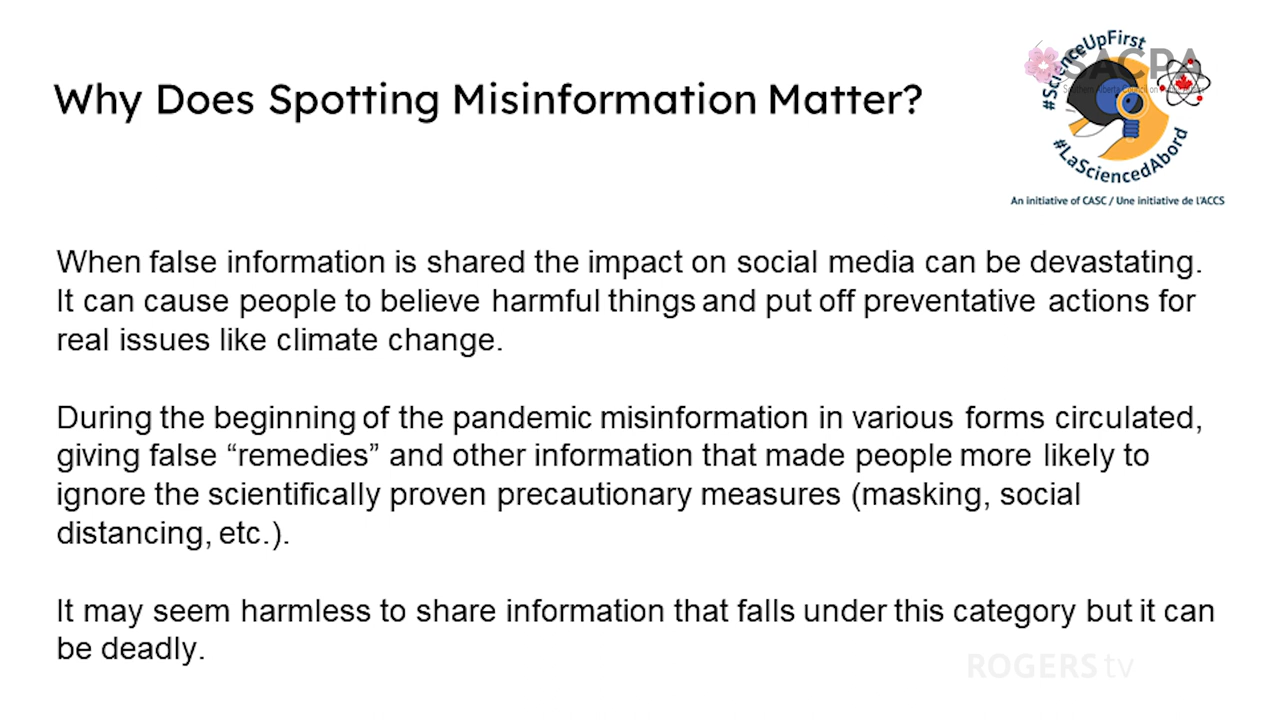 Why Does Spotting Misinformation Matter?
#ScienceUpFirst
SACPA
#LaSciencedAbord
An initiative of CASC / Une initiative de l'ACCS
When false information is shared the impact on social media can be devastating.
It can cause people to believe harmful things and put off preventative actions for
real issues like climate change.
During the beginning of the pandemic misinformation in various forms circulated,
giving false “remedies” and other information that made people more likely to
ignore the scientifically proven precautionary measures (masking, social
distancing, etc.).
It may seem harmless to share information that falls under this category but it can
be deadly.
ROGERS tv